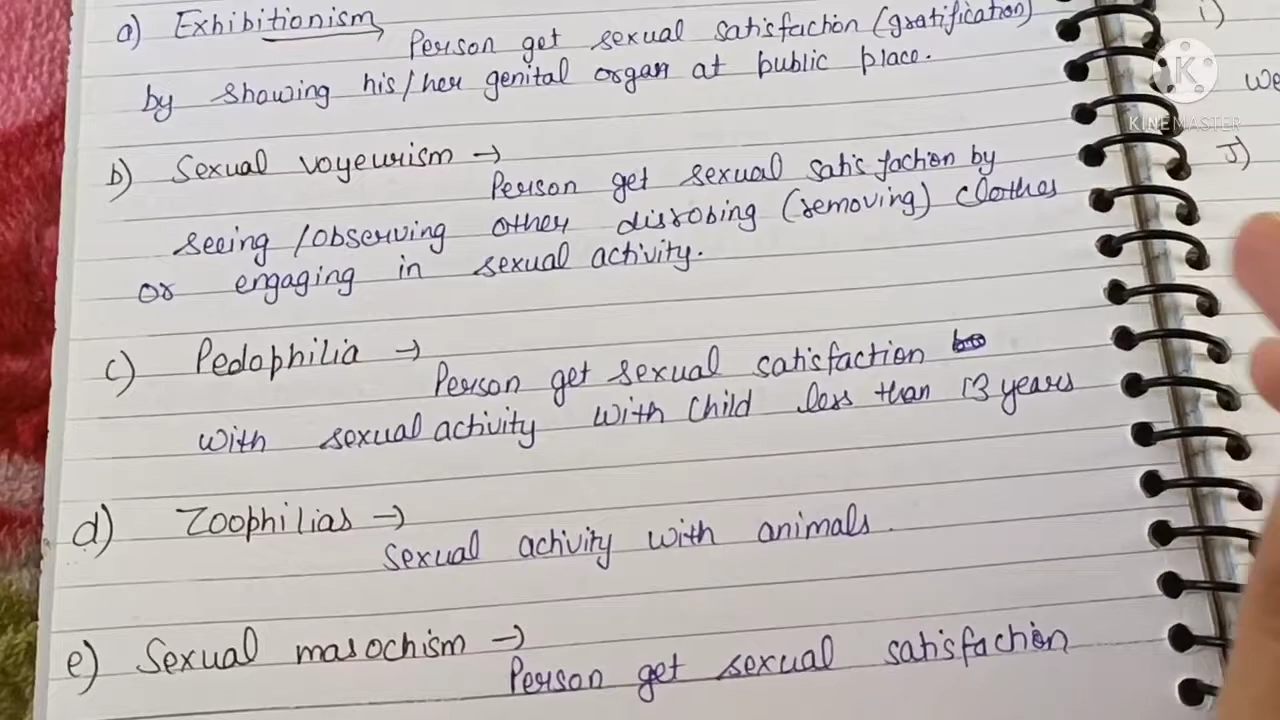 a) Exhibitionism → Person get sexual satisfaction (gratification)
by showing his/her genital organ at public place.
b) Sexual voyeurism → Person get sexual satisfaction by
seeing /observing other disrobing (removing) clothes
or engaging in sexual activity.
c) Pedophilia → Person get sexual satisfaction
with sexual activity with child less than 13 years
d) Zoophilias → sexual activity with animals.
e) Sexual masochism → Person get sexual satisfaction
i)
we
J)
KINEMASTER